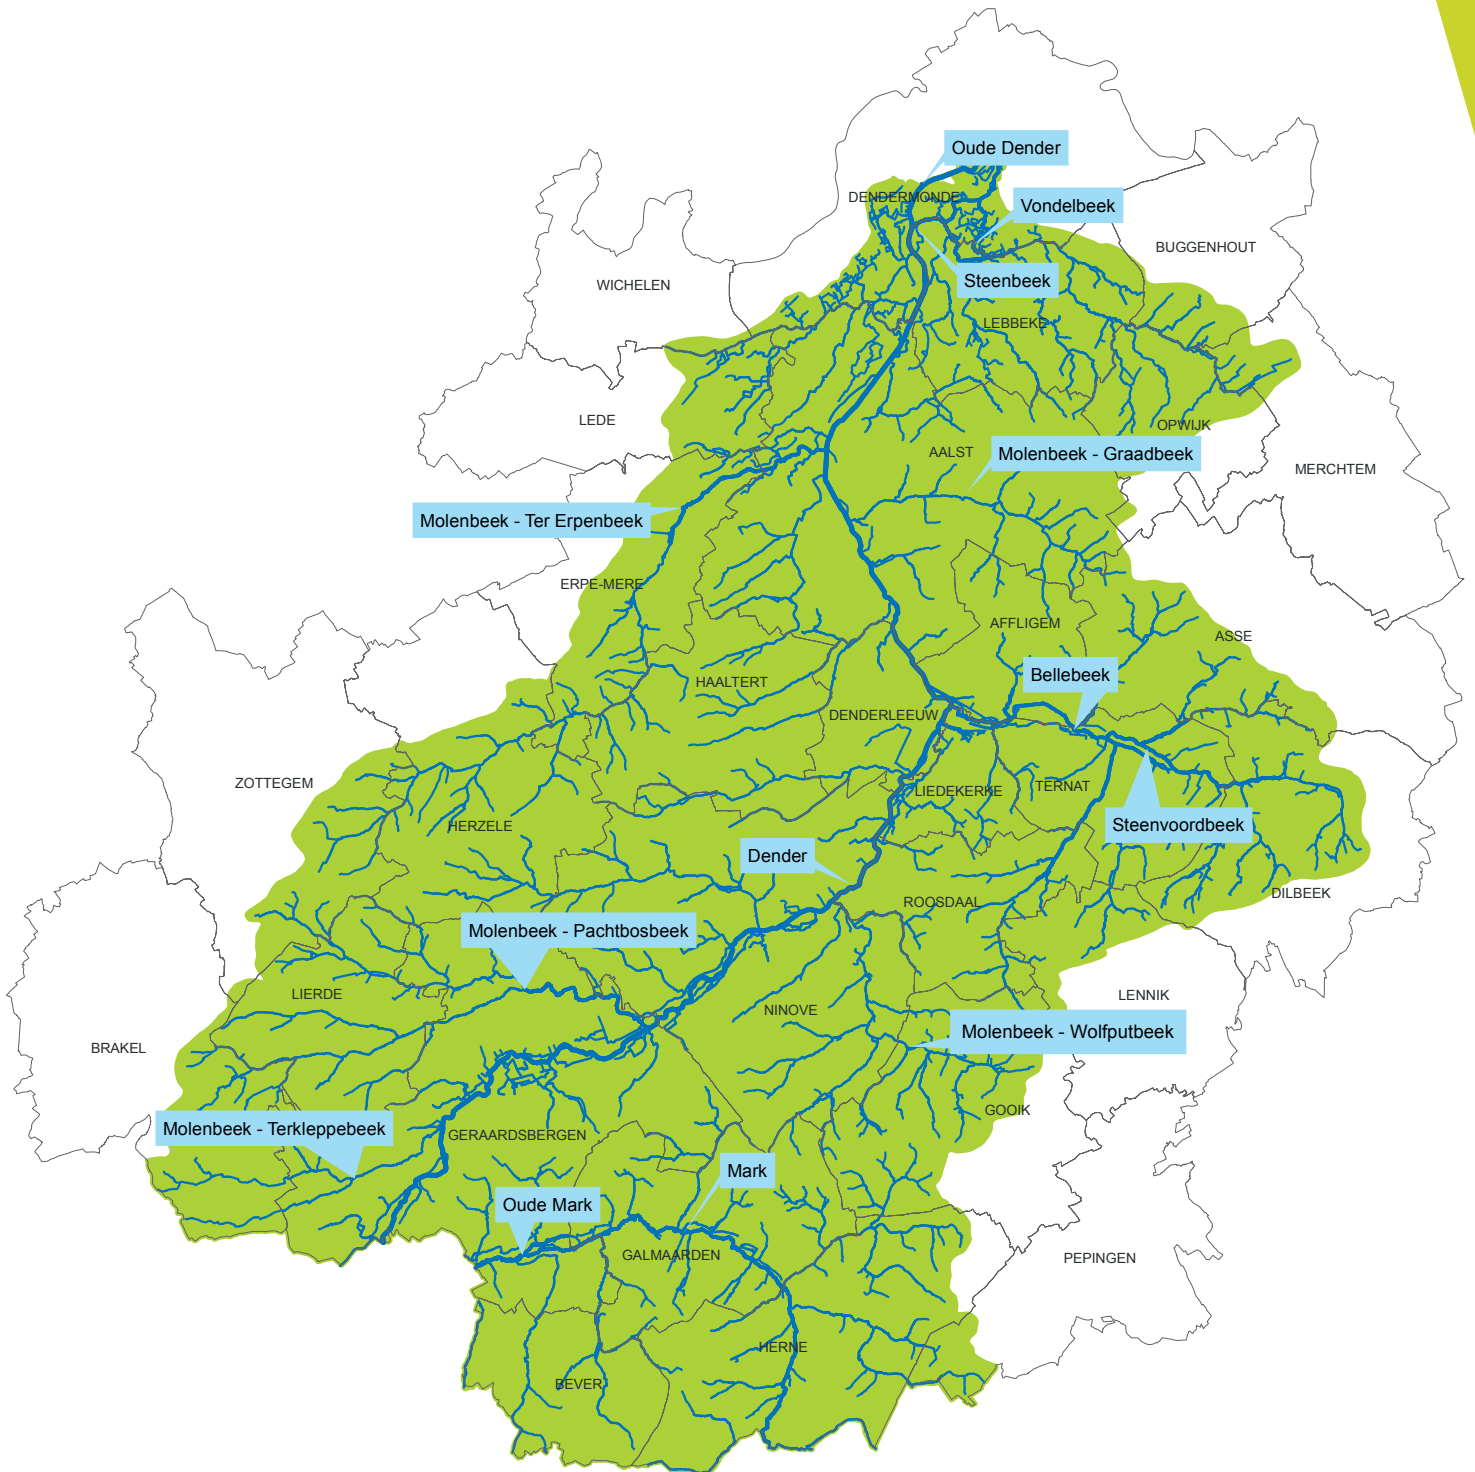 Oude Dender
DENDERMONDE
Vondelbeek
BUGGENHOUT
WICHELEN
Steenbeek
LEBBEKE
LEDE
OPWIJK
AALST
Molenbeek - Graadbeek
MERCHTEM
Molenbeek - Ter Erpenbeek
ERPE-MERE
AFFLIGEM
ASSE
Bellebeek
HAALTERT
DENDERLEEUW
ZOTTEGEM
LIEDEKERKE
TERNAT
HERZELE
Steenvoordbeek
Dender
DILBEEK
ROOSDAAL
Molenbeek - Pachtbosbeek
LIERDE
LENNIK
NINOVE
Molenbeek - Wolfputbeek
BRAKEL
GOOIK
Molenbeek - Terkleppebeek
GERAARDSBERGEN
Mark
Oude Mark
GALMAARDEN
PEPINGEN
HERNE
BEVER